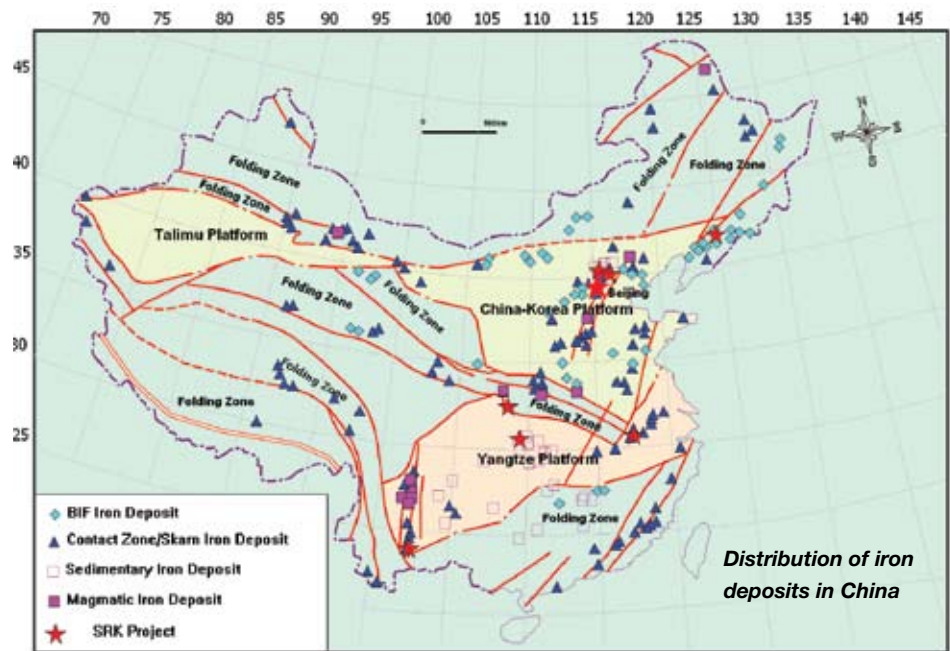 70 75 80 85 90 95 100 105 110 115 120 125 130 135 140 145
45
40
35
30
25
0
N
W
E
S
Folding Zone
Folding Zone
Folding Zone
Folding Zone
Talimu Platform
Folding Zone
Folding Zone
China-Korea Platform
Beijing
Folding Zone
Folding Zone
Folding Zone
Yangtze Platform
Folding Zone
BIF Iron Deposit
Contact Zone/Skarn Iron Deposit
Sedimentary Iron Deposit
Magmatic Iron Deposit
SRK Project
Distribution of iron
deposits in China